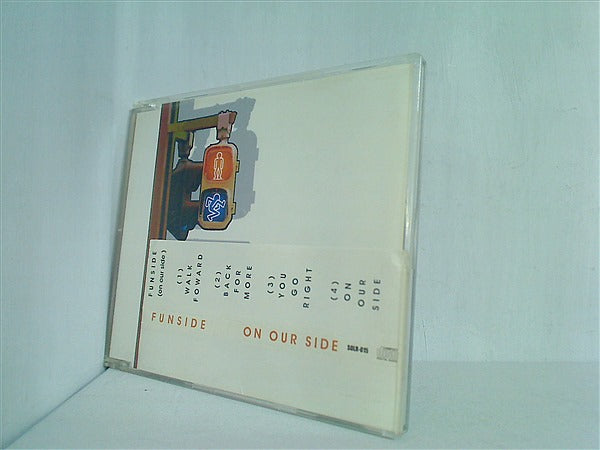 FUNSIDE
(on our side)
(1)
WALK
FOWARD
(2)
BACK
FOR
MORE
(3)
YOU
GO
RIGHT
(4)
ON
OUR
SIDE
FUNSIDE ON OUR SIDE SOLR-015